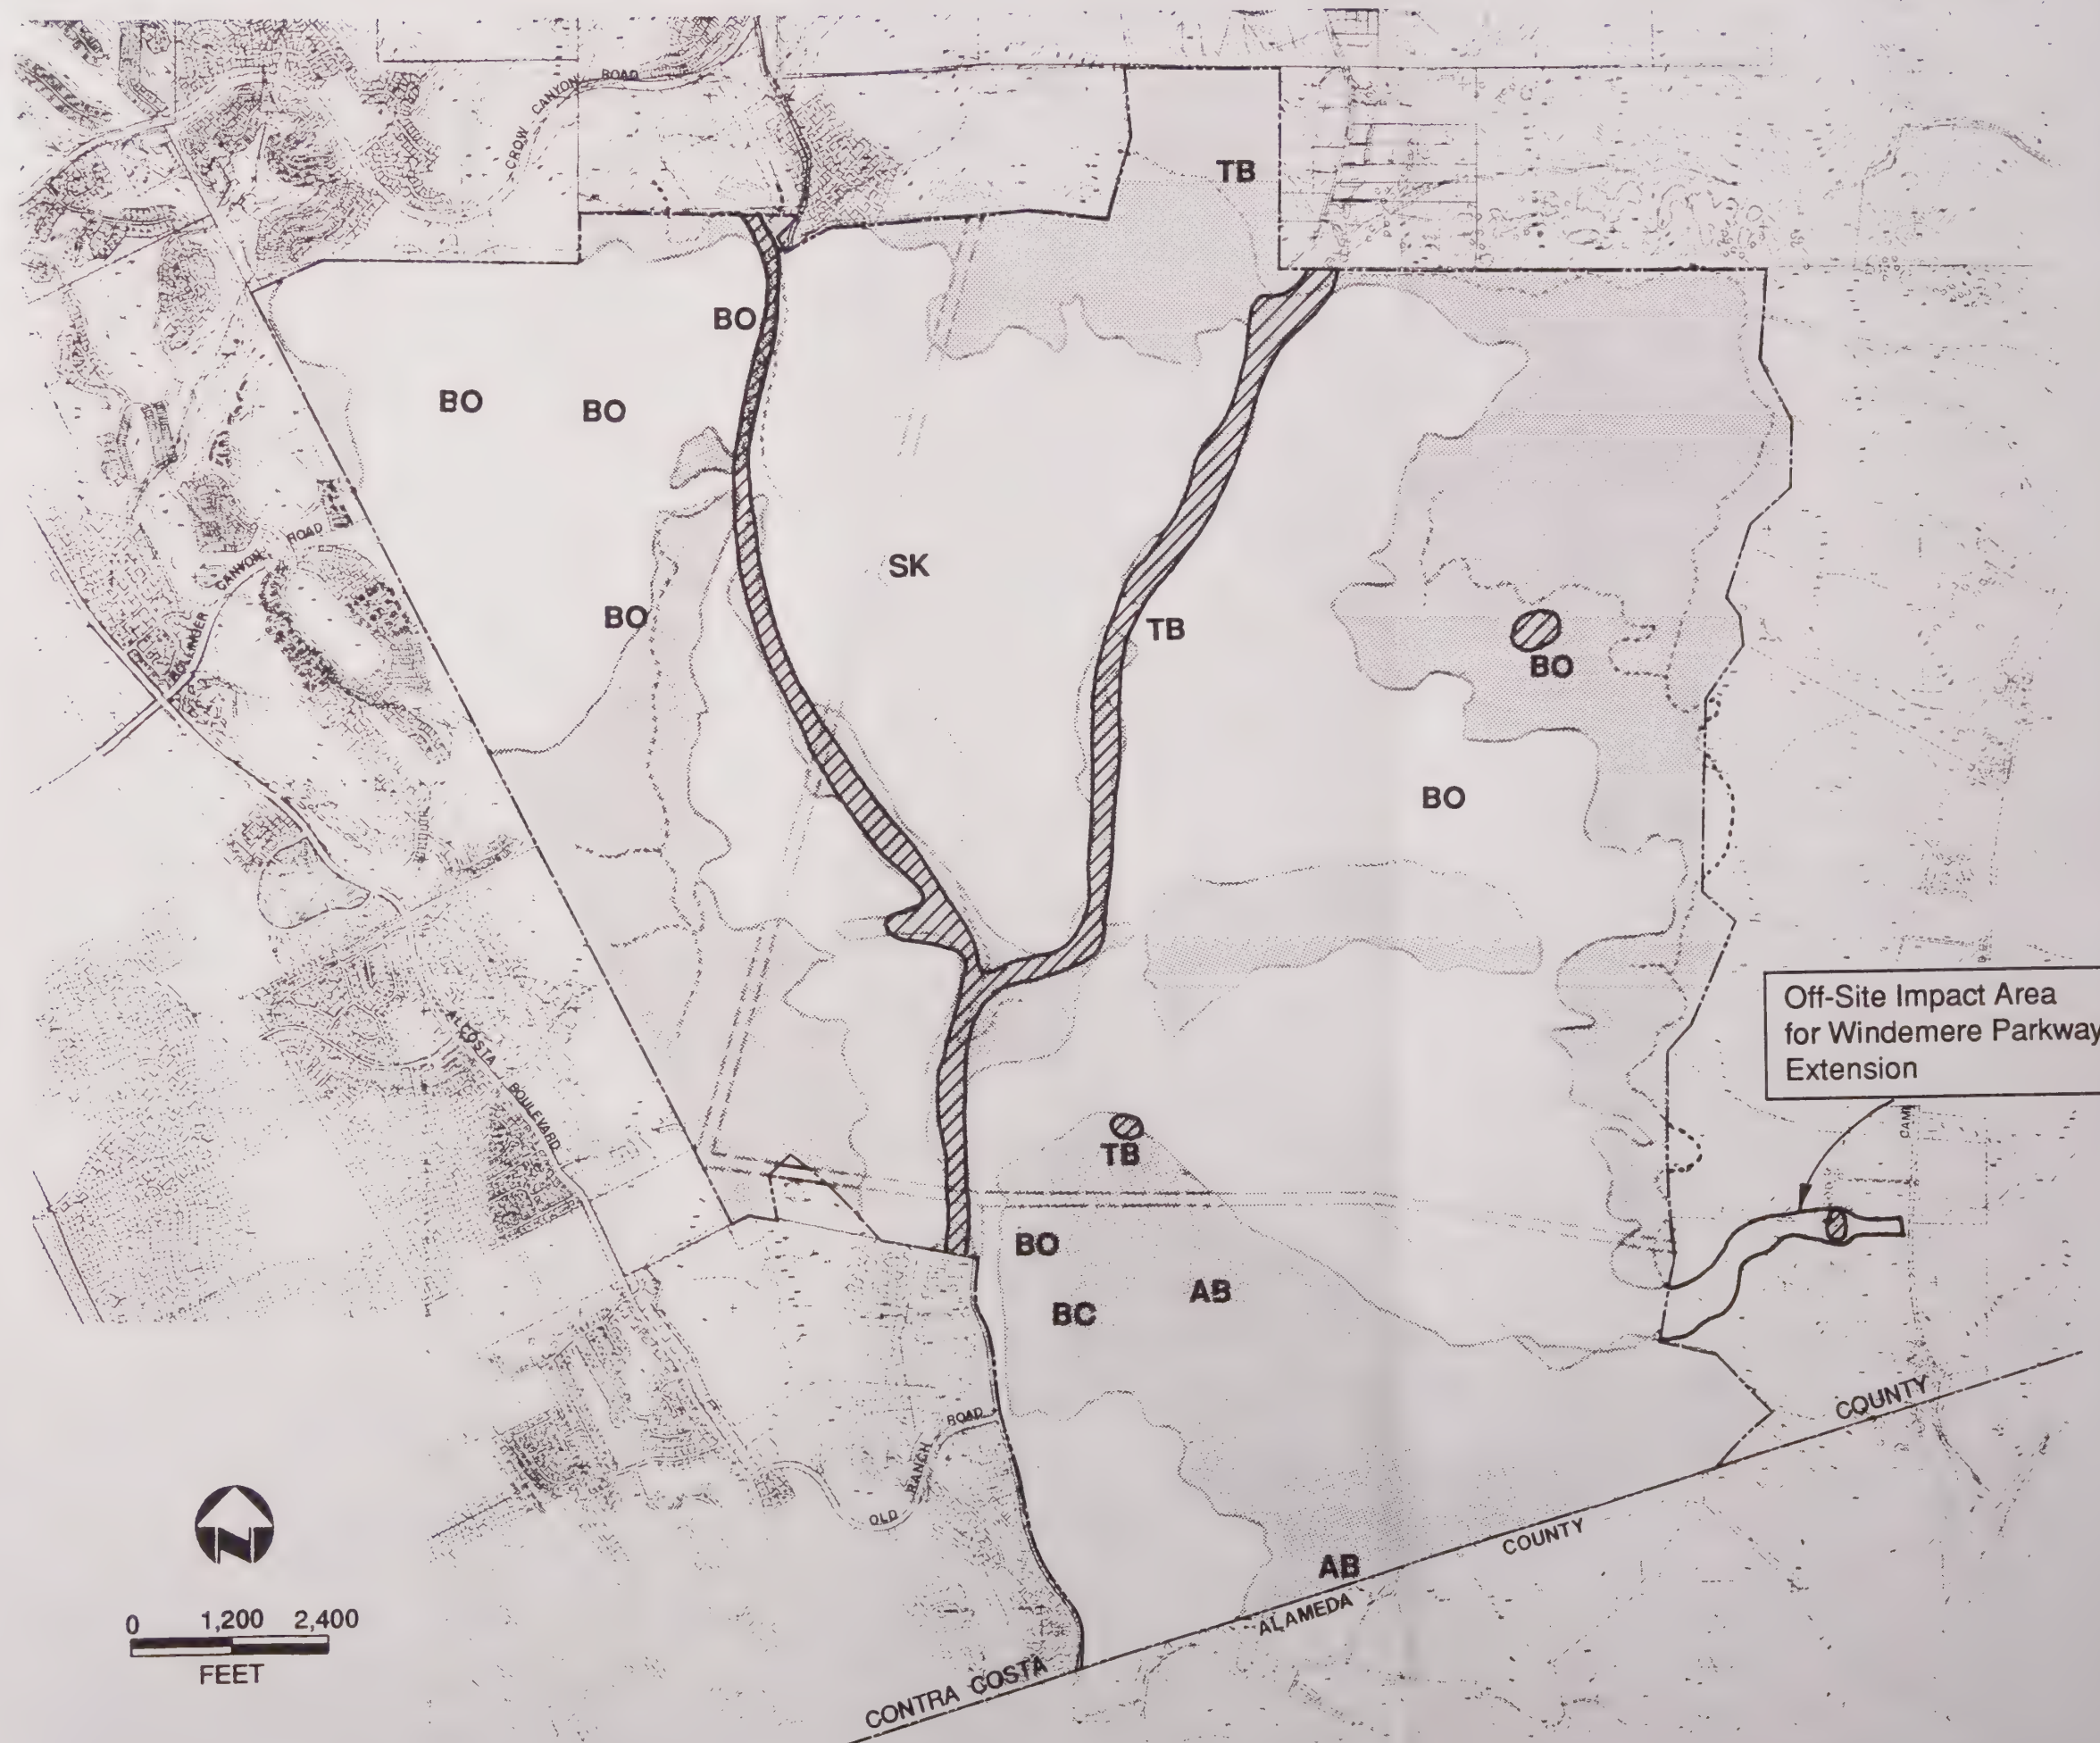 CROW CANYON ROAD
TB
BO
BO
BO
SK
BO
TB
BO
BO
CANYON ROAD
BOLLINGER
Off-Site Impact Area
for Windemere Parkway
Extension
ALCOSTA
BOULEVARD
TB
BO
AB
BC
COUNTY
ROAD
RANCH
OLD
COUNTY
AB
ALAMEDA
N
0 1,200 2,400
FEET
CONTRA COSTA